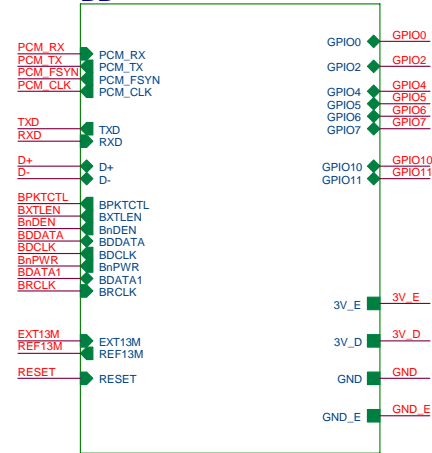 PCM_RX PCM_RX GPIO0 GPIO0
PCM_TX PCM_TX GPIO2 GPIO2
PCM_FSYN PCM_FSYN
PCM_CLK PCM_CLK GPIO4 GPIO4
GPIO5 GPIO5
GPIO6 GPIO6
TXD TXD GPIO7 GPIO7
RXD RXD
D+ D+ GPIO10 GPIO10
D- D- GPIO11 GPIO11
BPKTCTL BPKTCTL
BXTLEN BXTLEN
BnDEN BnDEN
BDDATA BDDATA
BDCLK BDCLK
BnPWR BnPWR
BDATA1 BDATA1
BRCLK BRCLK
3V_E 3V_E
EXT13M EXT13M 3V_D 3V_D
REF13M REF13M
RESET RESET GND GND
GND_E GND_E